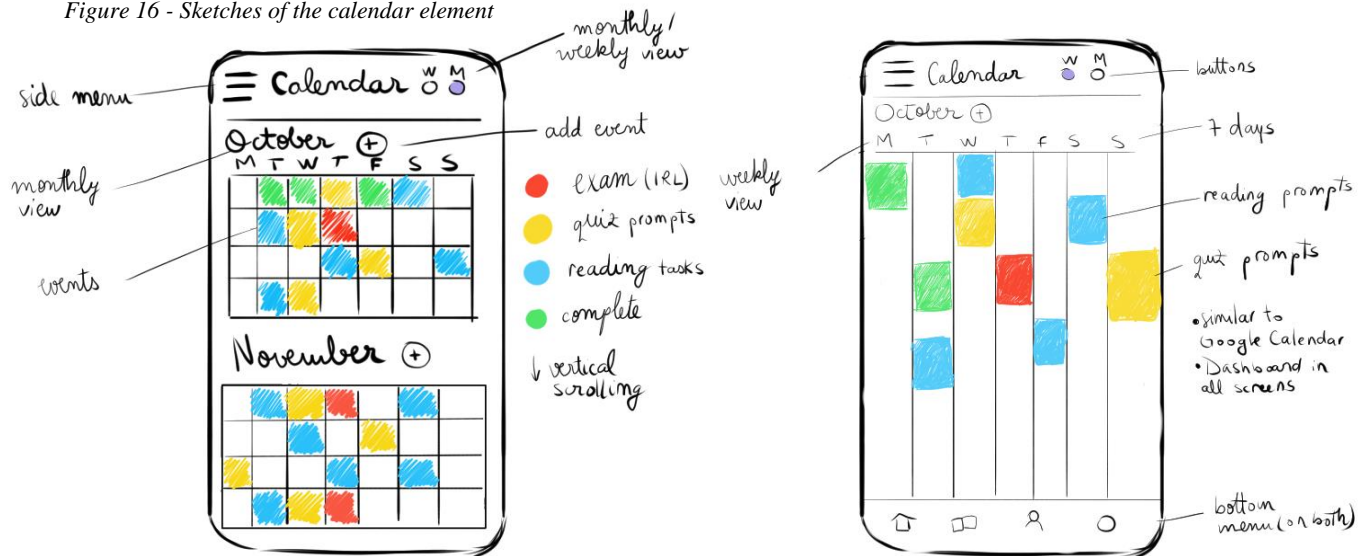 Figure 16 - Sketches of the calendar element
monthly/
weekly view
side menu
Calendar
W M
October +
add event
M T W T F S S
monthly
view
events
exam (IRL)
quiz prompts
reading tasks
complete
↓ vertical
scrolling
November +
Calendar
W M
buttons
October +
M T W T F S S
7 days
weekly
view
reading prompts
quiz prompts
• similar to
Google Calendar
• Dashboard in
all screens
bottom
menu (or both)